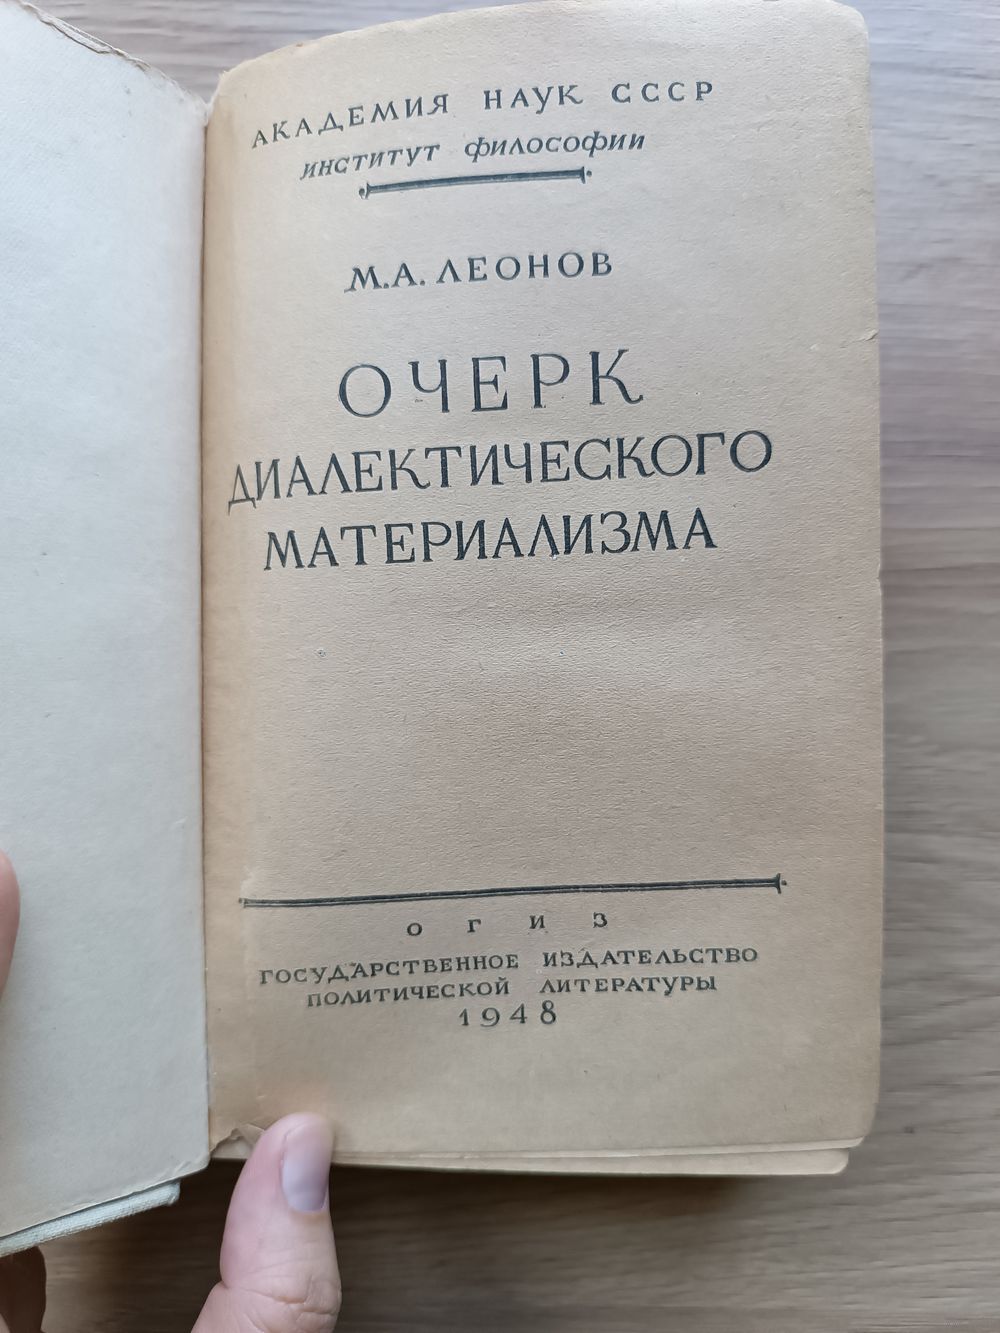 АКАДЕМИЯ НАУК СССР
ИНСТИТУТ ФИЛОСОФИИ
М.А. ЛЕОНОВ
ОЧЕРК
ДИАЛЕКТИЧЕСКОГО
МАТЕРИАЛИЗМА
ОГИЗ
ГОСУДАРСТВЕННОЕ ИЗДАТЕЛЬСТВО
ПОЛИТИЧЕСКОЙ ЛИТЕРАТУРЫ
1948